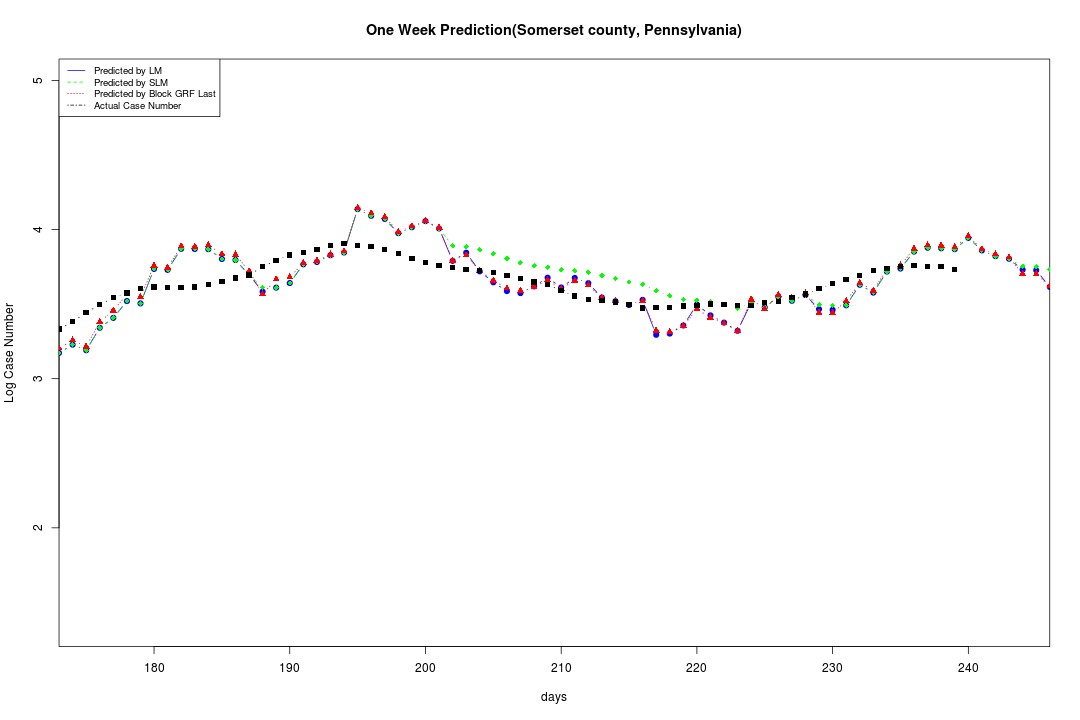 One Week Prediction(Somerset county, Pennsylvania)
Predicted by LM
Predicted by SLM
Predicted by Block GRF Last
Actual Case Number
5
4
3
2
Log Case Number
180 190 200 210 220 230 240
days